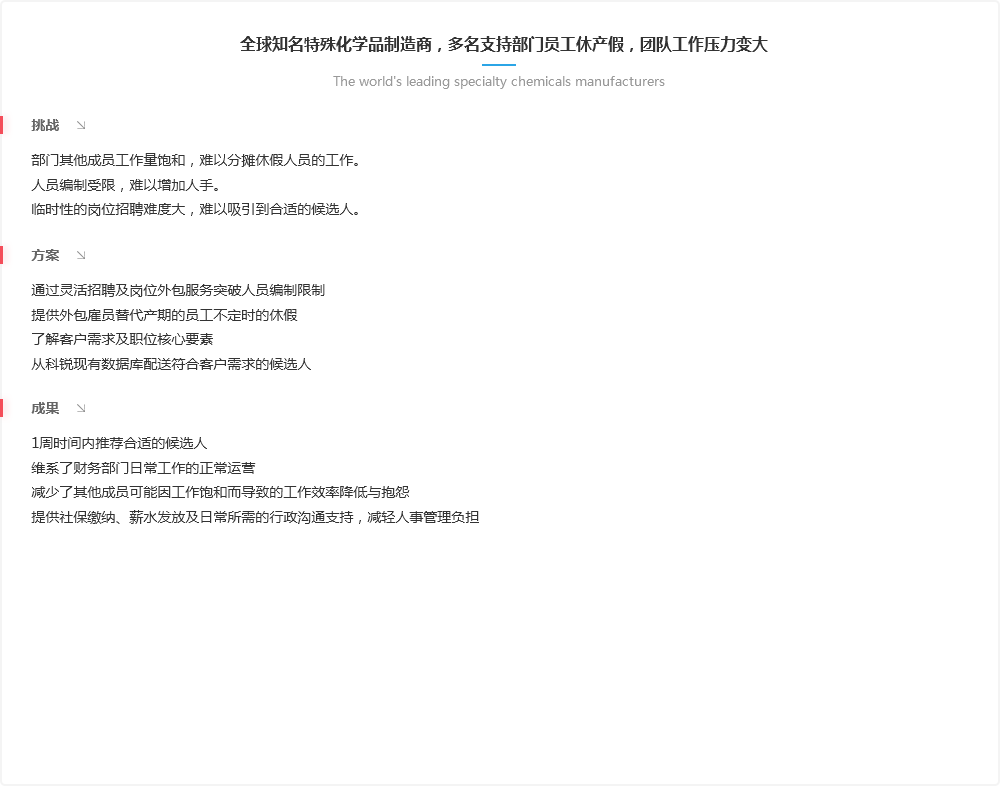 全球知名特殊化学品制造商，多名支持部门员工休产假，团队工作压力变大
The world's leading specialty chemicals manufacturers
挑战
部门其他成员工作量饱和，难以分摊休假人员的工作。
人员编制受限，难以增加人手。
临时性的岗位招聘难度大，难以吸引到合适的候选人。
方案
通过灵活招聘及岗位外包服务突破人员编制限制
提供外包雇员替代产期的员工不定时的休假
了解客户需求及职位核心要素
从科锐现有数据库配送符合客户需求的候选人
成果
1周时间内推荐合适的候选人
维系了财务部门日常工作的正常运营
减少了其他成员可能因工作饱和而导致的工作效率降低与抱怨
提供社保缴纳、薪水发放及日常所需的行政沟通支持，减轻人事管理负担